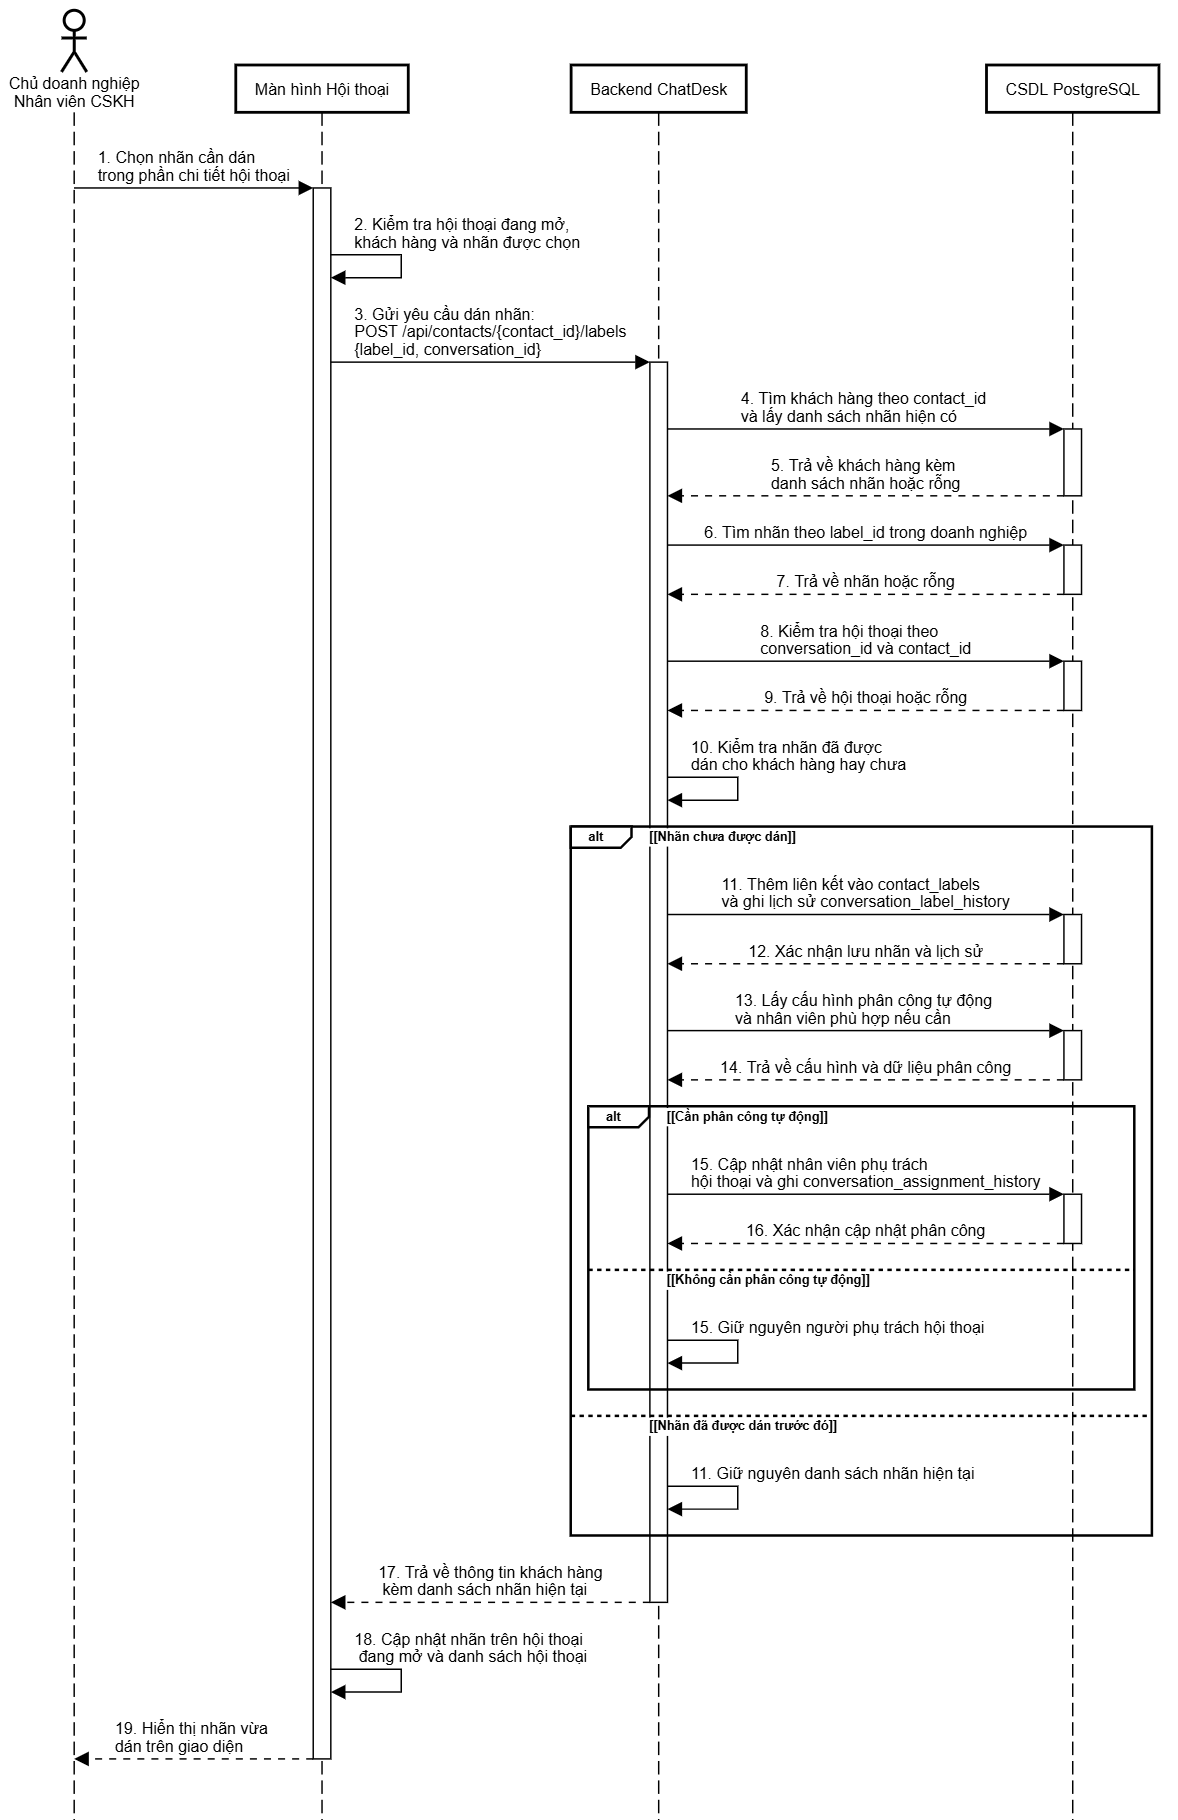 Chủ doanh nghiệp
Nhân viên CSKH
Màn hình Hội thoại
Backend ChatDesk
CSDL PostgreSQL
1. Chọn nhãn cần dán
trong phần chi tiết hội thoại
2. Kiểm tra hội thoại đang mở,
khách hàng và nhãn được chọn
3. Gửi yêu cầu dán nhãn:
POST /api/contacts/{contact_id}/labels
{label_id, conversation_id}
4. Tìm khách hàng theo contact_id
và lấy danh sách nhãn hiện có
5. Trả về khách hàng kèm
danh sách nhãn hoặc rỗng
6. Tìm nhãn theo label_id trong doanh nghiệp
7. Trả về nhãn hoặc rỗng
8. Kiểm tra hội thoại theo
conversation_id và contact_id
9. Trả về hội thoại hoặc rỗng
10. Kiểm tra nhãn đã được
dán cho khách hàng hay chưa
alt
[[Nhãn chưa được dán]]
11. Thêm liên kết vào contact_labels
và ghi lịch sử conversation_label_history
12. Xác nhận lưu nhãn và lịch sử
13. Lấy cấu hình phân công tự động
và nhân viên phù hợp nếu cần
14. Trả về cấu hình và dữ liệu phân công
alt
[[Cần phân công tự động]]
15. Cập nhật nhân viên phụ trách
hội thoại và ghi conversation_assignment_history
16. Xác nhận cập nhật phân công
[[Không cần phân công tự động]]
15. Giữ nguyên người phụ trách hội thoại
[[Nhãn đã được dán trước đó]]
11. Giữ nguyên danh sách nhãn hiện tại
17. Trả về thông tin khách hàng
kèm danh sách nhãn hiện tại
18. Cập nhật nhãn trên hội thoại
đang mở và danh sách hội thoại
19. Hiển thị nhãn vừa
dán trên giao diện